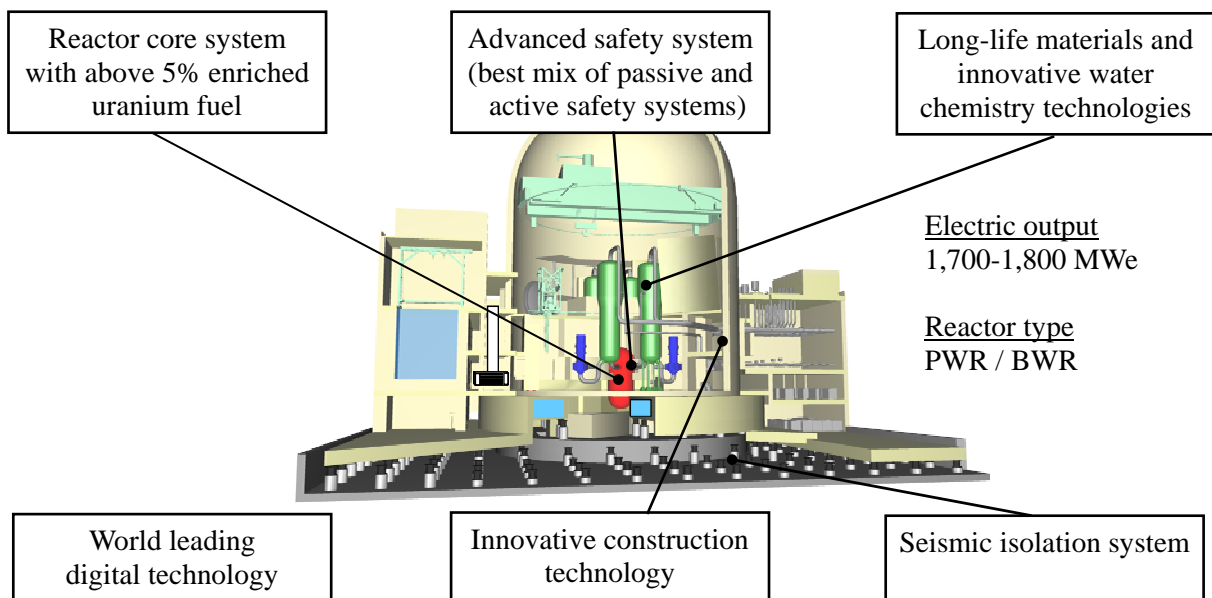 Reactor core system
with above 5% enriched
uranium fuel
Advanced safety system
(best mix of passive and
active safety systems)
Long-life materials and
innovative water
chemistry technologies
Electric output
1,700-1,800 MWe
Reactor type
PWR / BWR
World leading
digital technology
Innovative construction
technology
Seismic isolation system